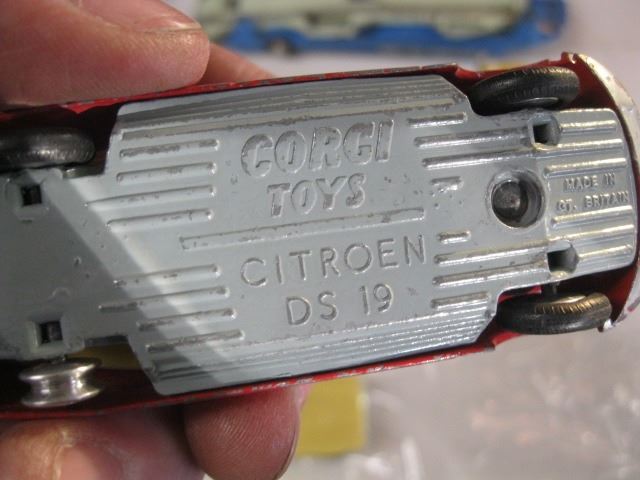 CORGI
TOYS
CITROEN
DS 19
MADE IN
GT. BRITAIN